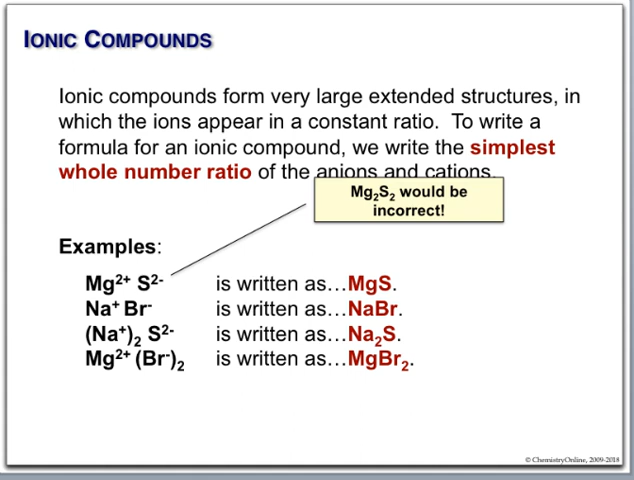 IONIC COMPOUNDS
Ionic compounds form very large extended structures, in
which the ions appear in a constant ratio. To write a
formula for an ionic compound, we write the simplest
whole number ratio of the anions and cations.
Mg₂S₂ would be
incorrect!
Examples:
Mg²⁺ S²⁻ is written as…MgS.
Na⁺ Br⁻ is written as…NaBr.
(Na⁺)₂ S²⁻ is written as…Na₂S.
Mg²⁺ (Br⁻)₂ is written as…MgBr₂.
© ChemistryOnline, 2009-2018